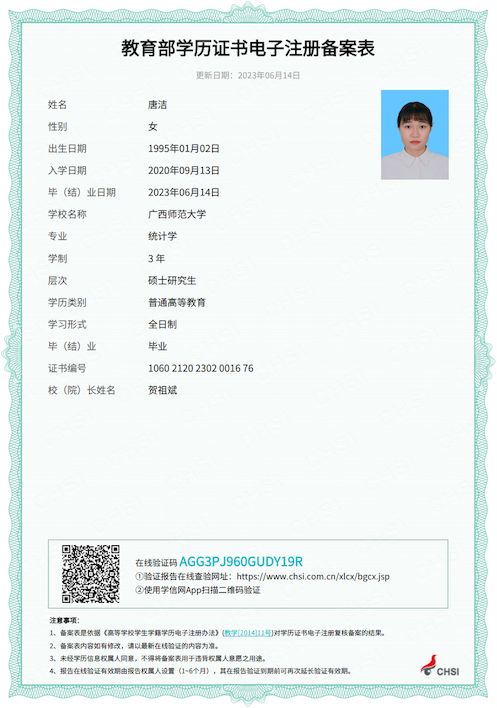 教育部学历证书电子注册备案表
更新日期：2023年06月14日
姓名 唐洁
性别 女
出生日期 1995年01月02日
入学日期 2020年09月13日
毕（结）业日期 2023年06月14日
学校名称 广西师范大学
专业 统计学
学制 3 年
层次 硕士研究生
学历类别 普通高等教育
学习形式 全日制
毕（结）业 毕业
证书编号 1060 2120 2302 0016 76
校（院）长姓名 贺祖斌
在线验证码 AGG3PJ960GUDY19R
①验证报告在线查验网址：https://www.chsi.com.cn/xlcx/bgcx.jsp
②使用学信网App扫描二维码验证
注意事项：
1、备案表是依据《高等学校学生学籍学历电子注册办法》(教学[2014]11号)对学历证书电子注册复核备案的结果。
2、备案表内容如有修改，请以最新在线验证的内容为准。
3、未经学历信息权属人同意，不得将备案表用于违背权属人意愿之用途。
4、报告在线验证有效期由报告权属人设置（1~6个月），其在报告验证到期前可再次延长验证有效期。
CHSI